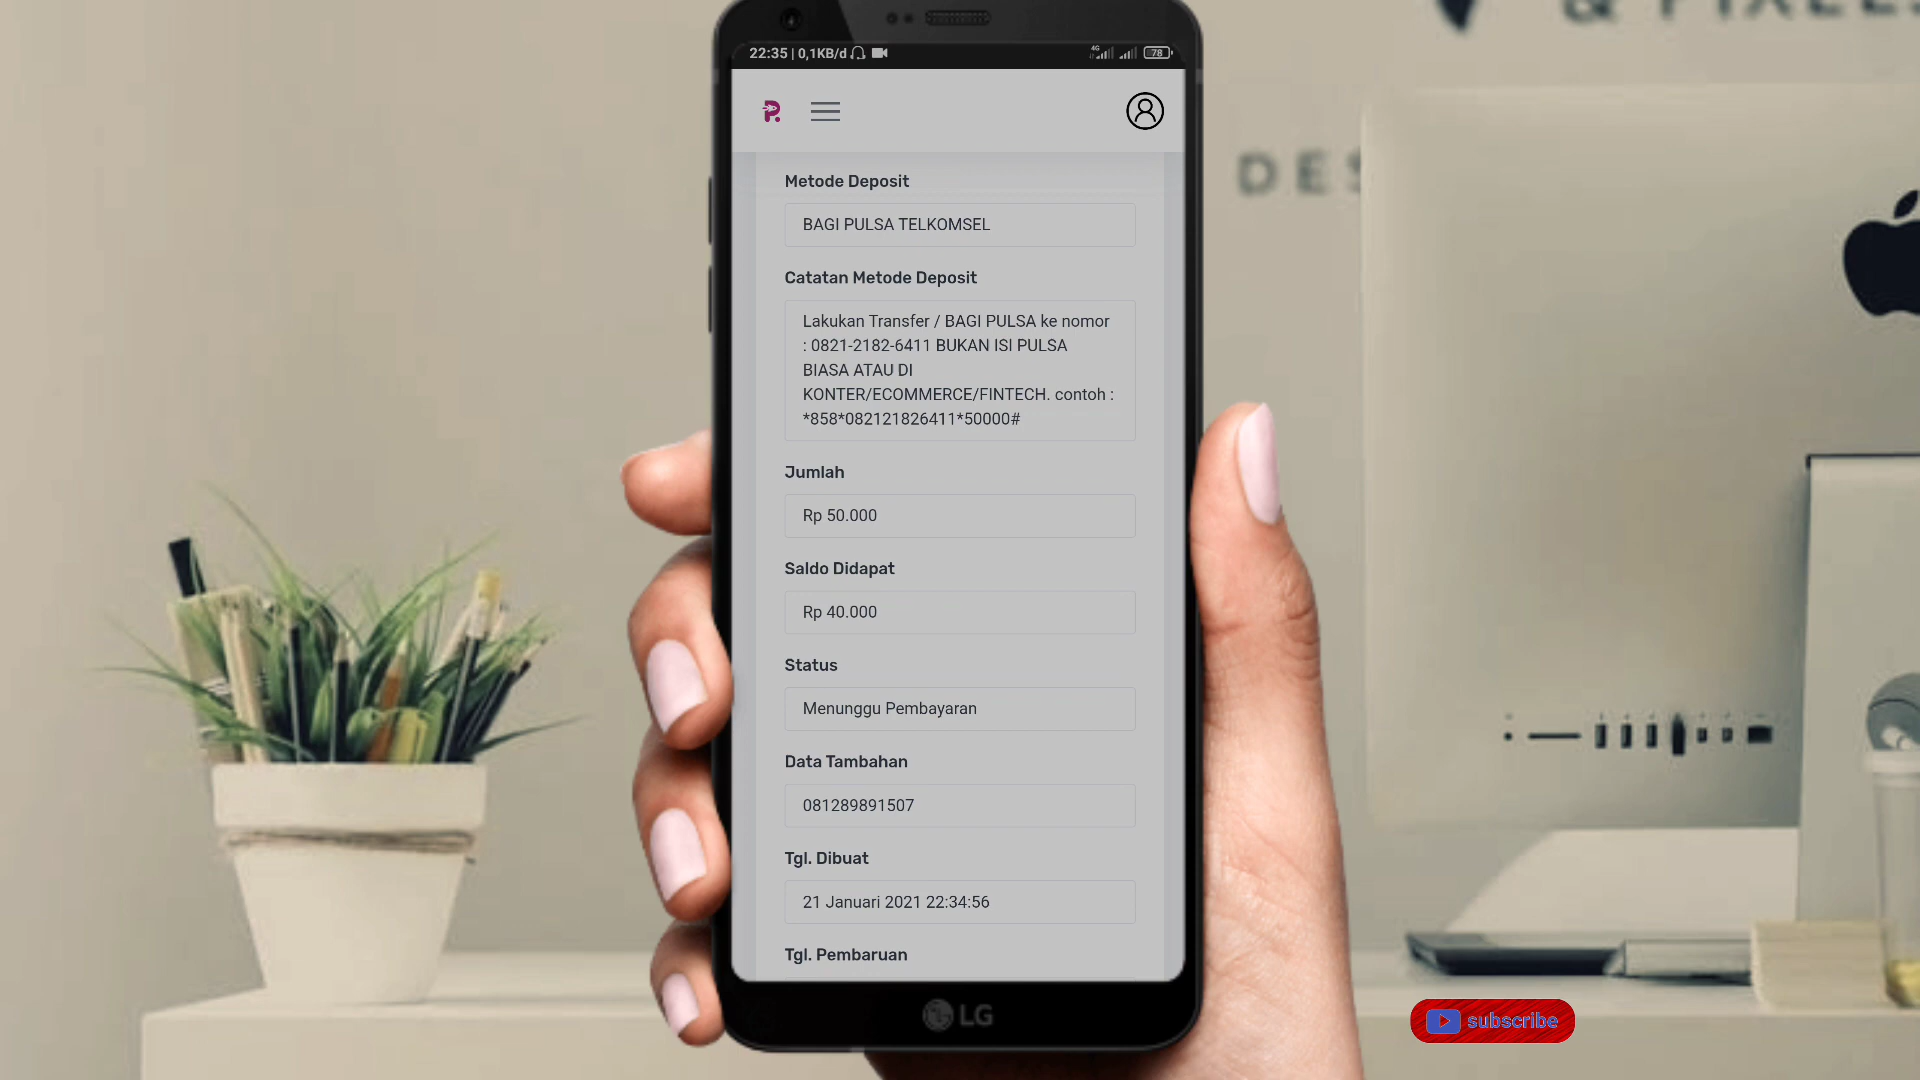 22:35 | 0,1KB/d
4G
78
P.
Metode Deposit
BAGI PULSA TELKOMSEL
Catatan Metode Deposit
Lakukan Transfer / BAGI PULSA ke nomor
: 0821-2182-6411 BUKAN ISI PULSA
BIASA ATAU DI
KONTER/ECOMMERCE/FINTECH. contoh :
*858*082121826411*50000#
Jumlah
Rp 50.000
Saldo Didapat
Rp 40.000
Status
Menunggu Pembayaran
Data Tambahan
081289891507
Tgl. Dibuat
21 Januari 2021 22:34:56
Tgl. Pembaruan
LG
& PIXELS
DES
subscribe